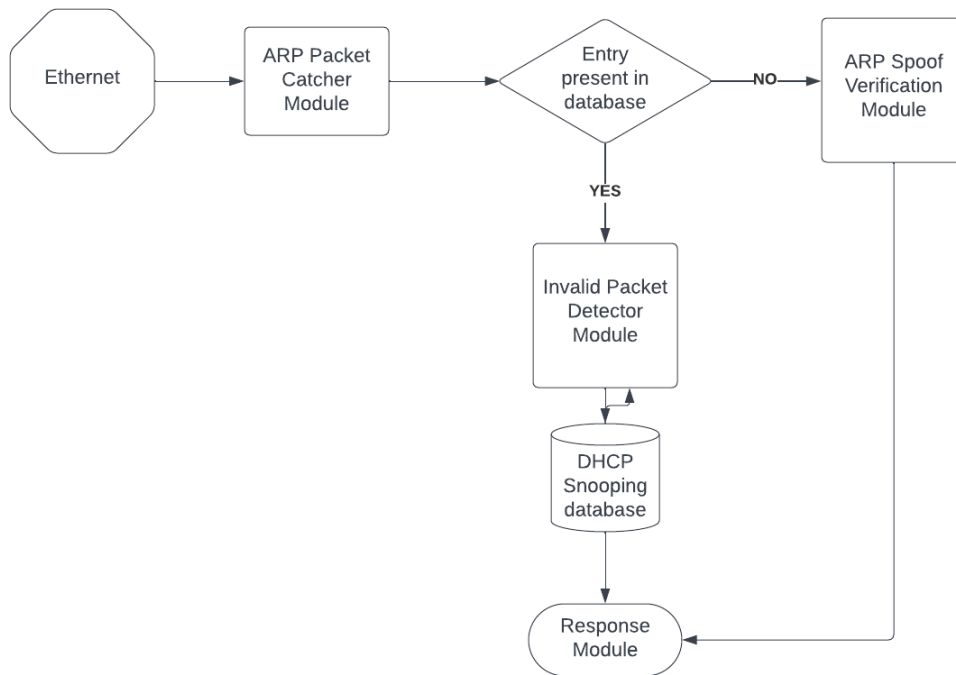 Ethernet
ARP Packet
Catcher
Module
Entry
present in
database
NO
ARP Spoof
Verification
Module
YES
Invalid Packet
Detector
Module
DHCP
Snooping
database
Response
Module